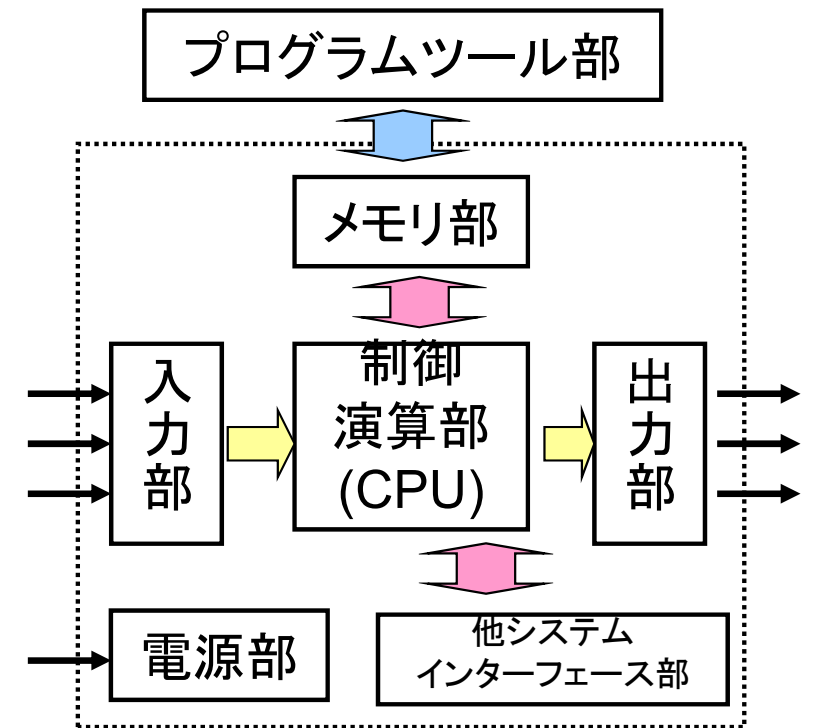 プログラムツール部
メモリ部
入力部
制御
演算部
(CPU)
出力部
電源部
他システム
インターフェース部